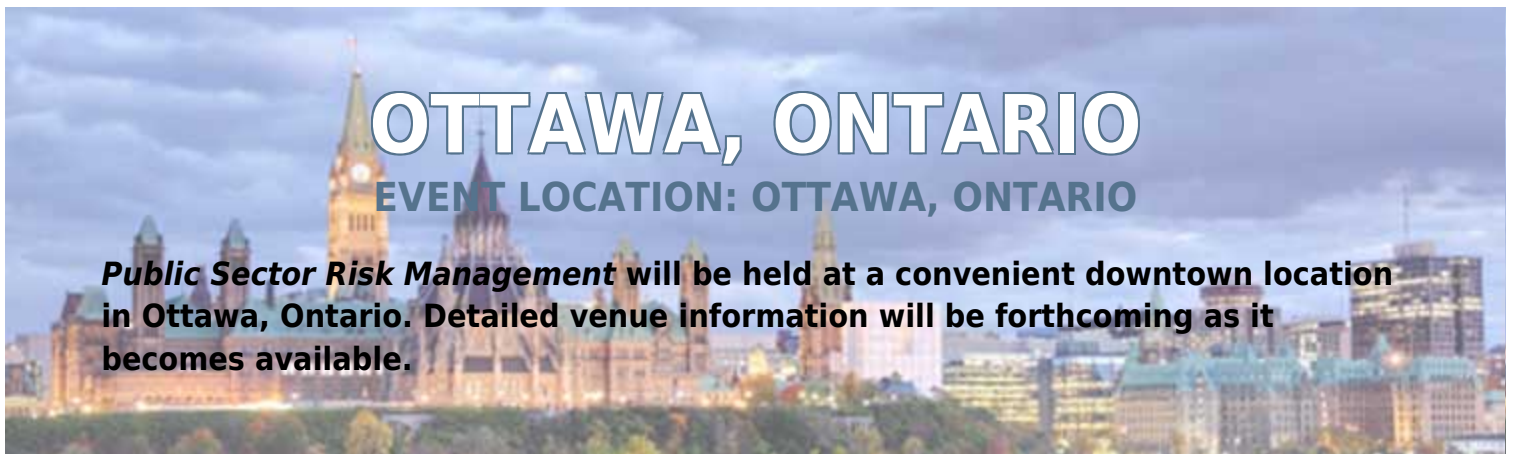 OTTAWA, ONTARIO
EVENT LOCATION: OTTAWA, ONTARIO
Public Sector Risk Management will be held at a convenient downtown location
in Ottawa, Ontario. Detailed venue information will be forthcoming as it
becomes available.